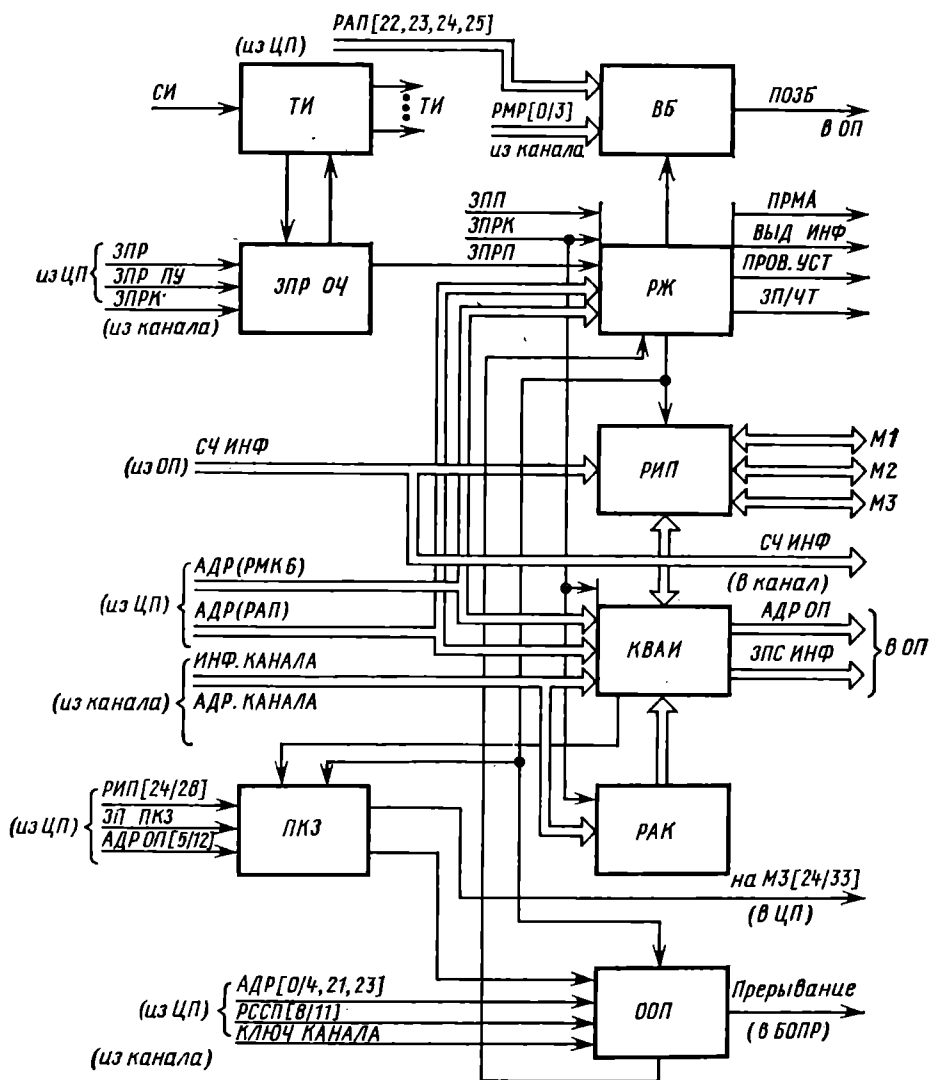 РАП[22,23,24,25]
(из ЦП)
СИ
ТИ
ТИ
РМР[0/3]
из канала
ВБ
ПОЗБ
в ОП
из ЦП
ЗПР
ЗПР ПУ
ЗПРК
(из канала)
ЗПР ОЧ
ЗПП
ЗПРК
ЗПРП
РЖ
ПРМА
ВЫД ИНФ
ПРОВ. УСТ
ЗП/ЧТ
СЧ ИНФ
(из ОП)
РИП
М1
М2
М3
СЧ ИНФ
(в канал)
(из ЦП)
АДР(РМК6)
АДР(РАП)
КВАИ
АДР ОП
ЗПС ИНФ
в ОП
(из канала)
ИНФ. КАНАЛА
АДР. КАНАЛА
РАК
(из ЦП)
РИП[24/28]
ЗП ПКЗ
АДР ОП[5/12]
ПКЗ
на М3[24/33]
(в ЦП)
(из ЦП)
АДР[0/4,21,23]
РССП[8/11]
КЛЮЧ КАНАЛА
(из канала)
ООП
Прерывание
(в БОПР)